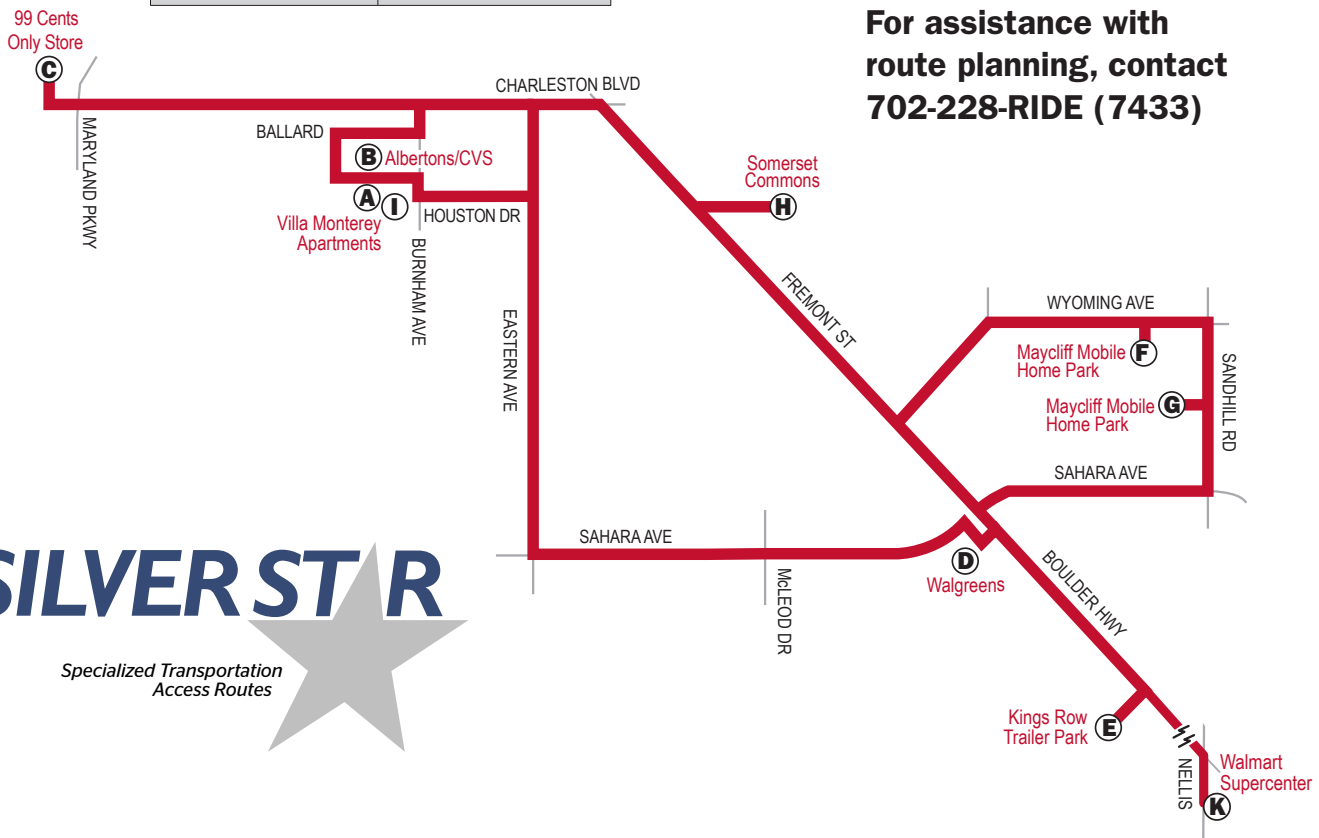 For assistance with
route planning, contact
702-228-RIDE (7433)
99 Cents
Only Store
C
CHARLESTON BLVD
MARYLAND PKWY
BALLARD
B Albertons/CVS
A
I
Villa Monterey
Apartments
HOUSTON DR
BURNHAM AVE
EASTERN AVE
Somerset
Commons
H
FREMONT ST
WYOMING AVE
Maycliff Mobile
Home Park
F
Maycliff Mobile
Home Park
G
SANDHILL RD
SAHARA AVE
SAHARA AVE
McLEOD DR
D
Walgreens
BOULDER HWY
Kings Row
Trailer Park
E
NELLIS
Walmart
Supercenter
K
SILVER ST R
Specialized Transportation
Access Routes